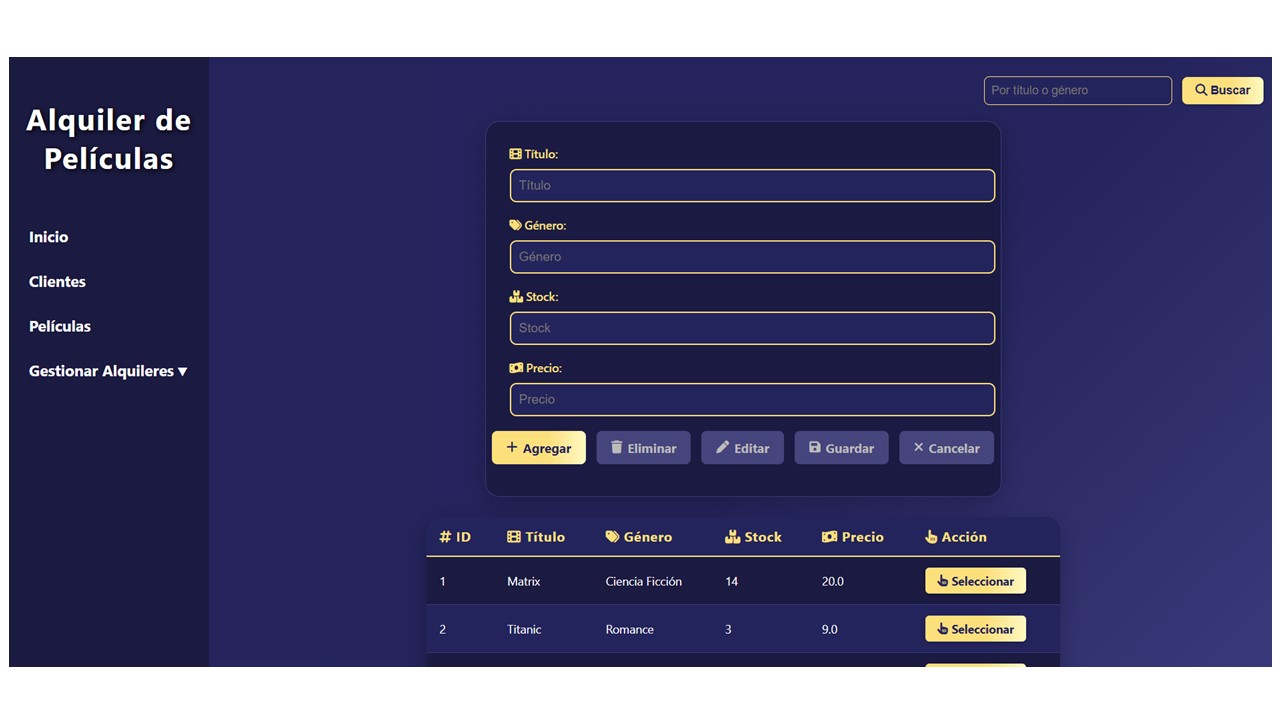 Alquiler de
Películas
Inicio
Clientes
Películas
Gestionar Alquileres ▼
Por título o género
Buscar
Título:
Título
Género:
Género
Stock:
Stock
Precio:
Precio
Agregar Eliminar Editar Guardar Cancelar
# ID Título Género Stock Precio Acción
1 Matrix Ciencia Ficción 14 20.0 Seleccionar
2 Titanic Romance 3 9.0 Seleccionar